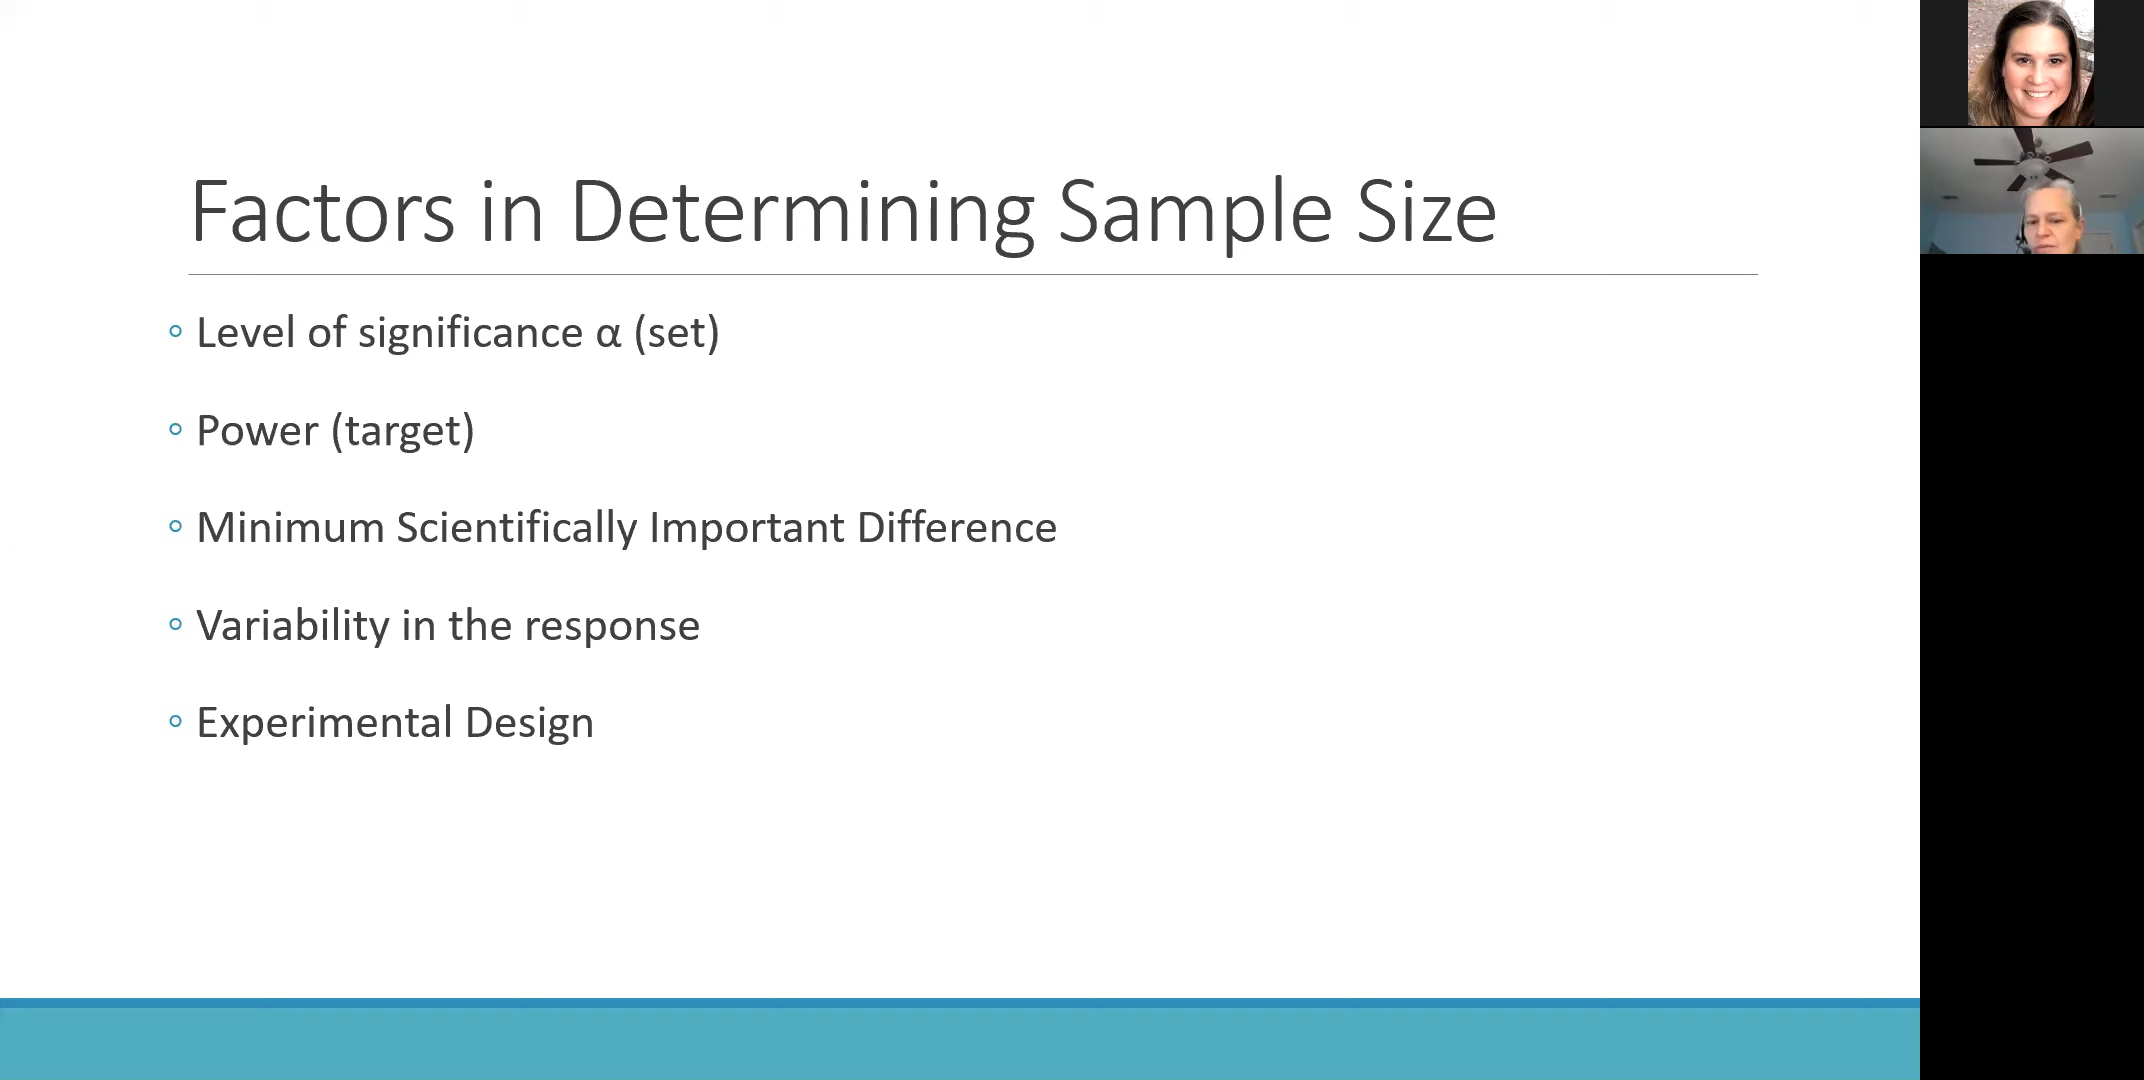 Factors in Determining Sample Size
◦ Level of significance α (set)
◦ Power (target)
◦ Minimum Scientifically Important Difference
◦ Variability in the response
◦ Experimental Design